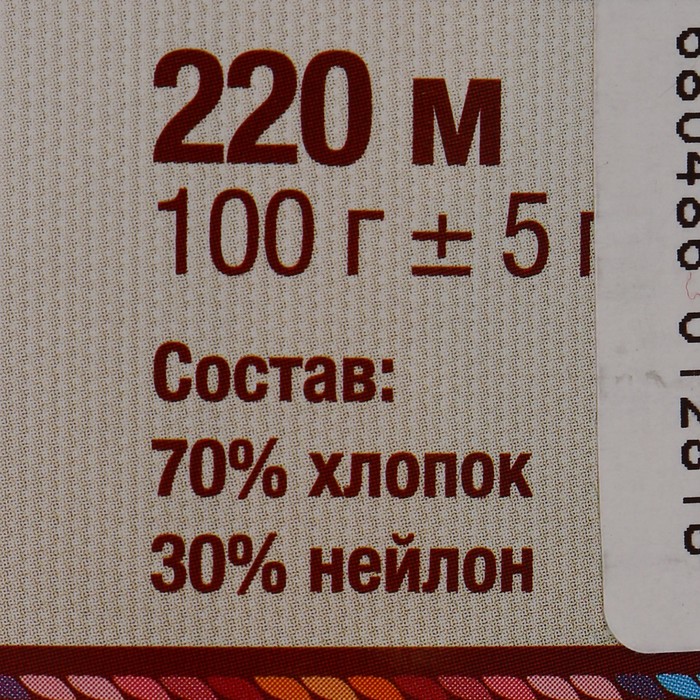 220 м
100 г ± 5 г
Состав:
70% хлопок
30% нейлон